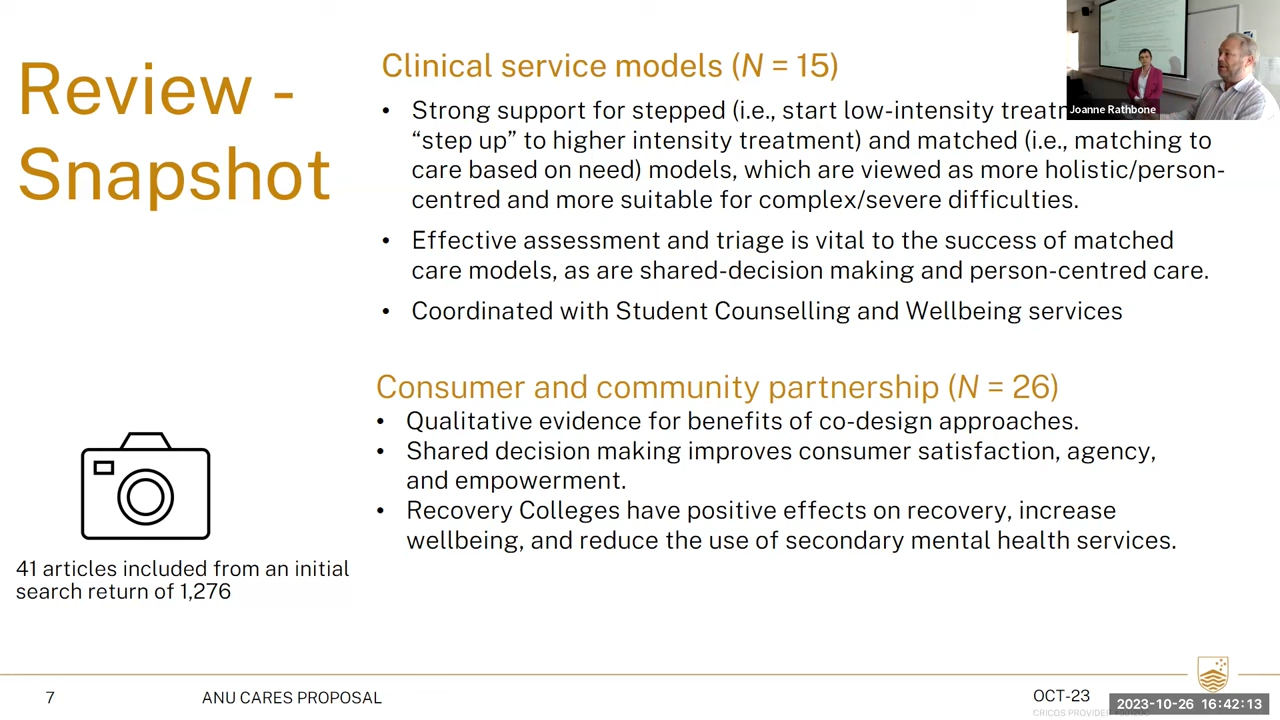 Review -
Snapshot
Clinical service models (N = 15)
• Strong support for stepped (i.e., start low-intensity
“step up” to higher intensity treatment) and matched (i.e., matching to
care based on need) models, which are viewed as more holistic/person-
centred and more suitable for complex/severe difficulties.
• Effective assessment and triage is vital to the success of matched
care models, as are shared-decision making and person-centred care.
• Coordinated with Student Counselling and Wellbeing services
Consumer and community partnership (N = 26)
• Qualitative evidence for benefits of co-design approaches.
• Shared decision making improves consumer satisfaction, agency,
and empowerment.
• Recovery Colleges have positive effects on recovery, increase
wellbeing, and reduce the use of secondary mental health services.
41 articles included from an initial
search return of 1,276
Joanne Rathbone
7
ANU CARES PROPOSAL
OCT-23
CRICOS PROVIDER
2023-10-26 16:42:13